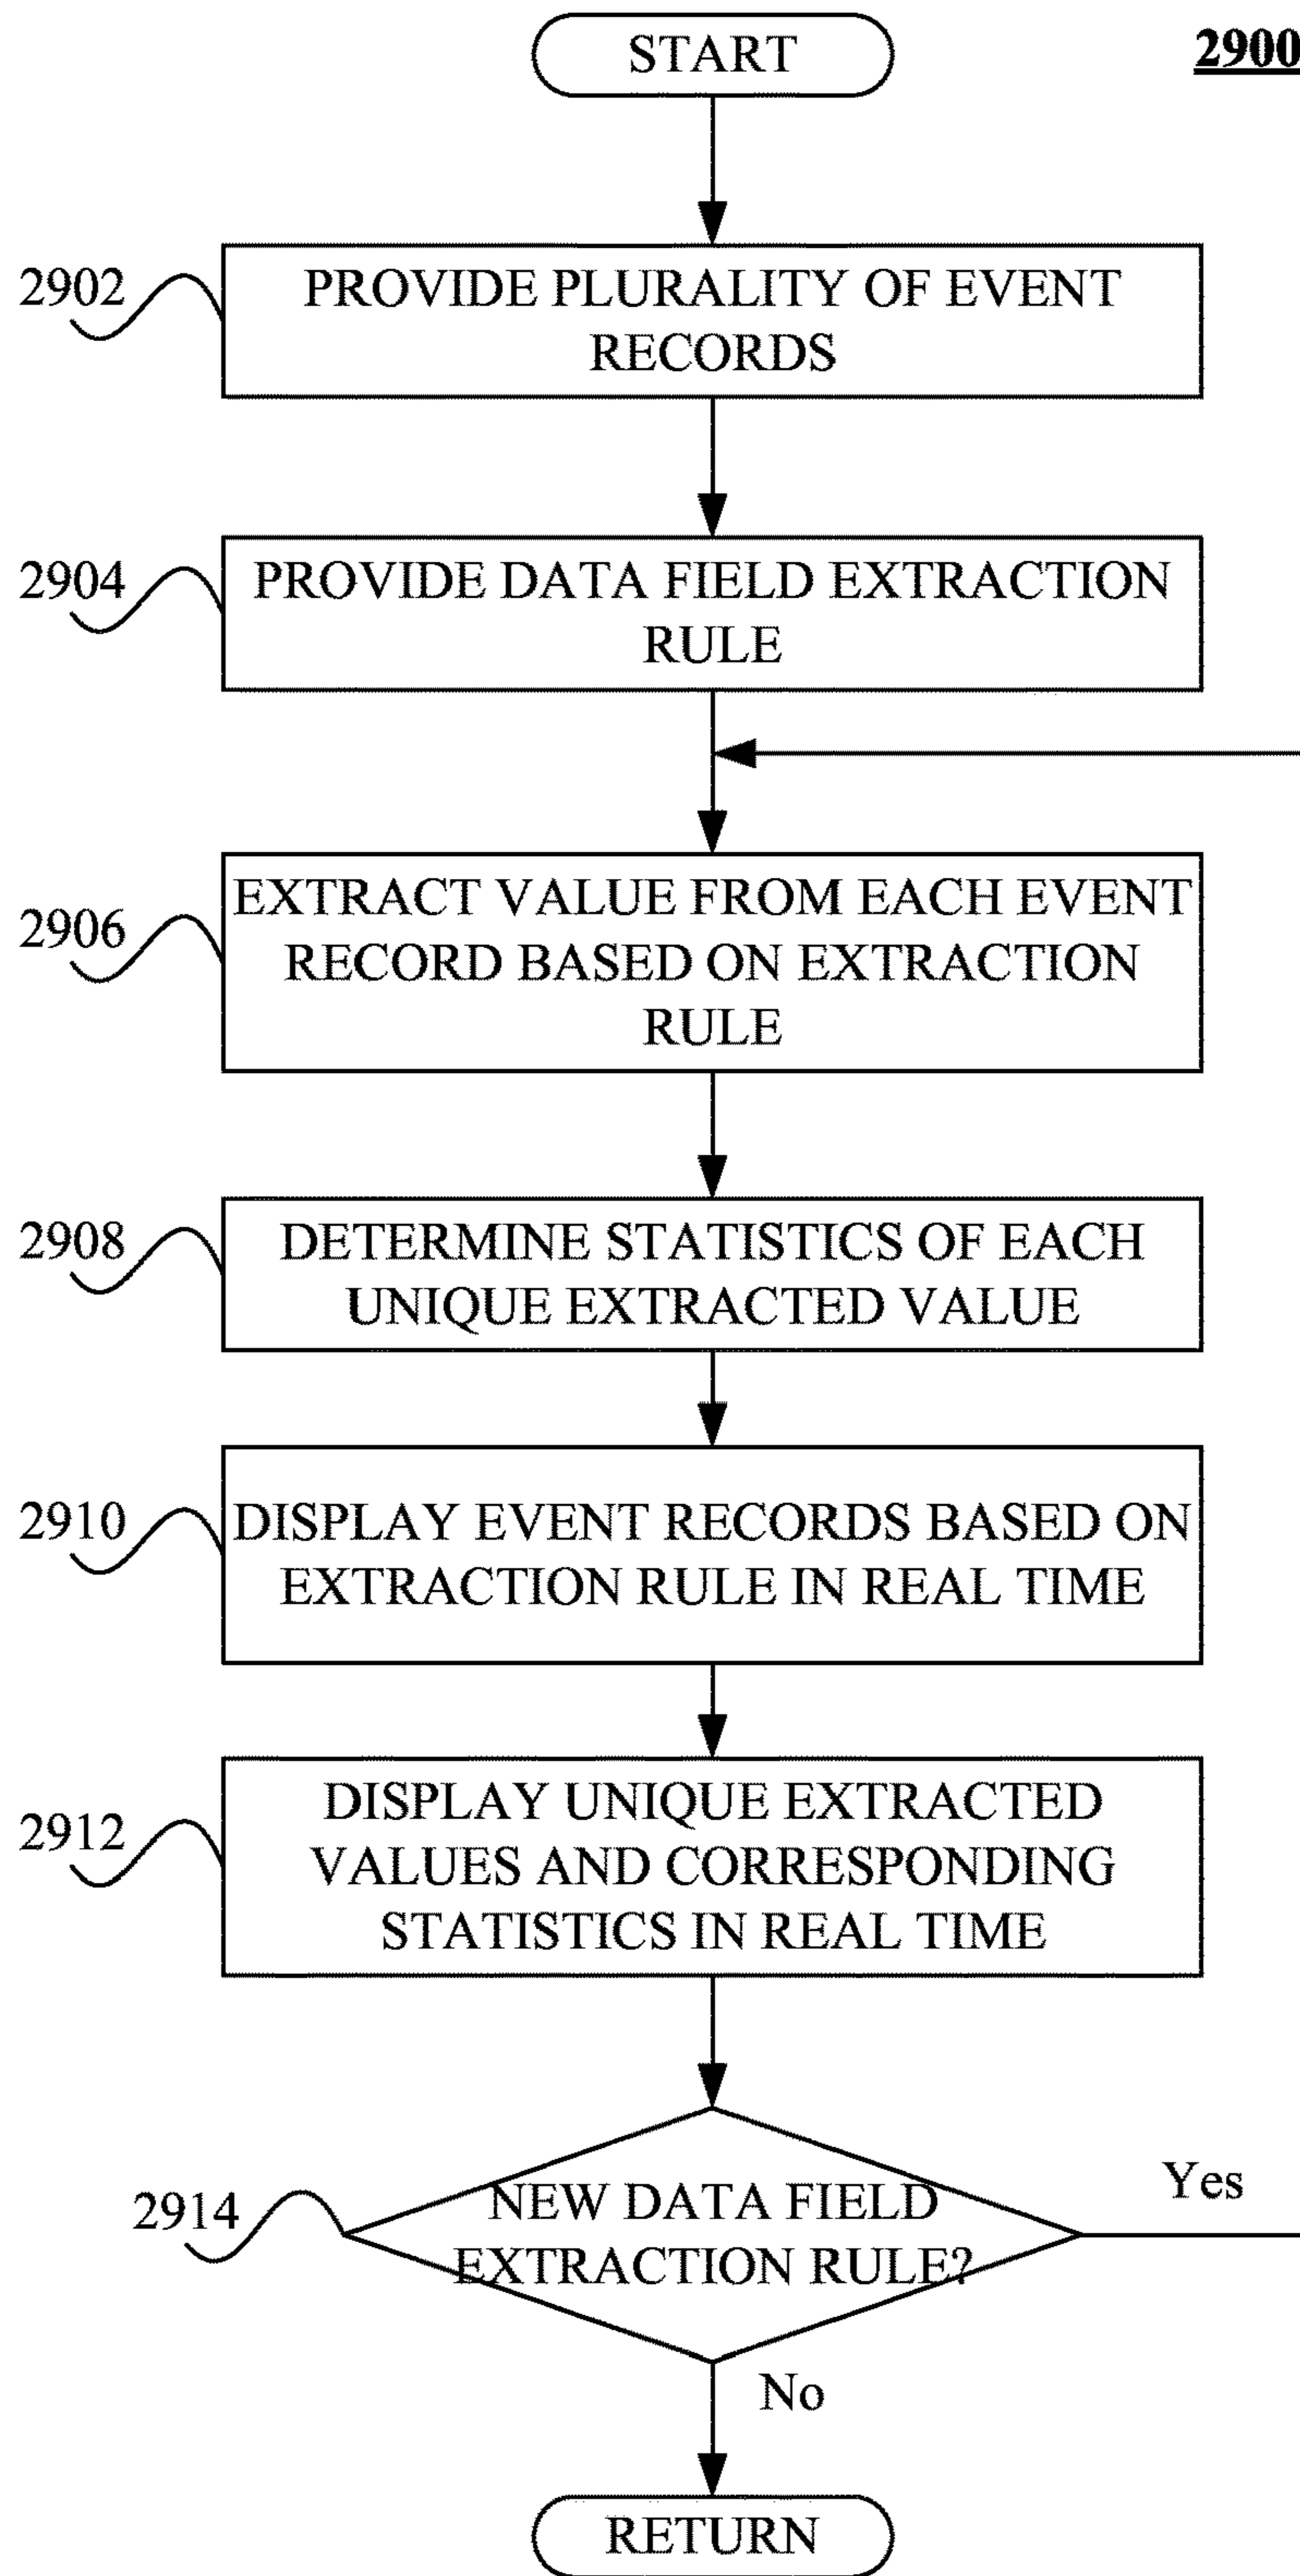 START
2900
2902
PROVIDE PLURALITY OF EVENT
RECORDS
2904
PROVIDE DATA FIELD EXTRACTION
RULE
2906
EXTRACT VALUE FROM EACH EVENT
RECORD BASED ON EXTRACTION
RULE
2908
DETERMINE STATISTICS OF EACH
UNIQUE EXTRACTED VALUE
2910
DISPLAY EVENT RECORDS BASED ON
EXTRACTION RULE IN REAL TIME
2912
DISPLAY UNIQUE EXTRACTED
VALUES AND CORRESPONDING
STATISTICS IN REAL TIME
2914
NEW DATA FIELD
EXTRACTION RULE?
Yes
No
RETURN